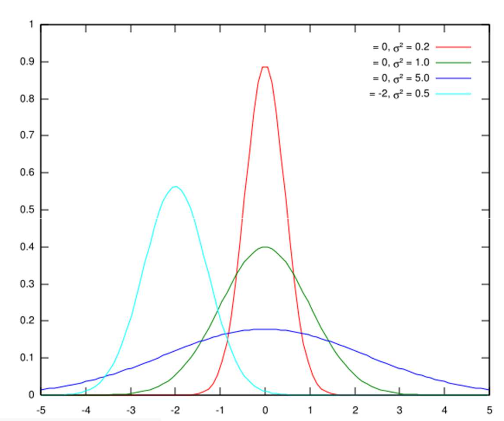 1
0.9
0.8
0.7
0.6
0.5
0.4
0.3
0.2
0.1
0
= 0, σ² = 0.2
= 0, σ² = 1.0
= 0, σ² = 5.0
= -2, σ² = 0.5
-5 -4 -3 -2 -1 0 1 2 3 4 5